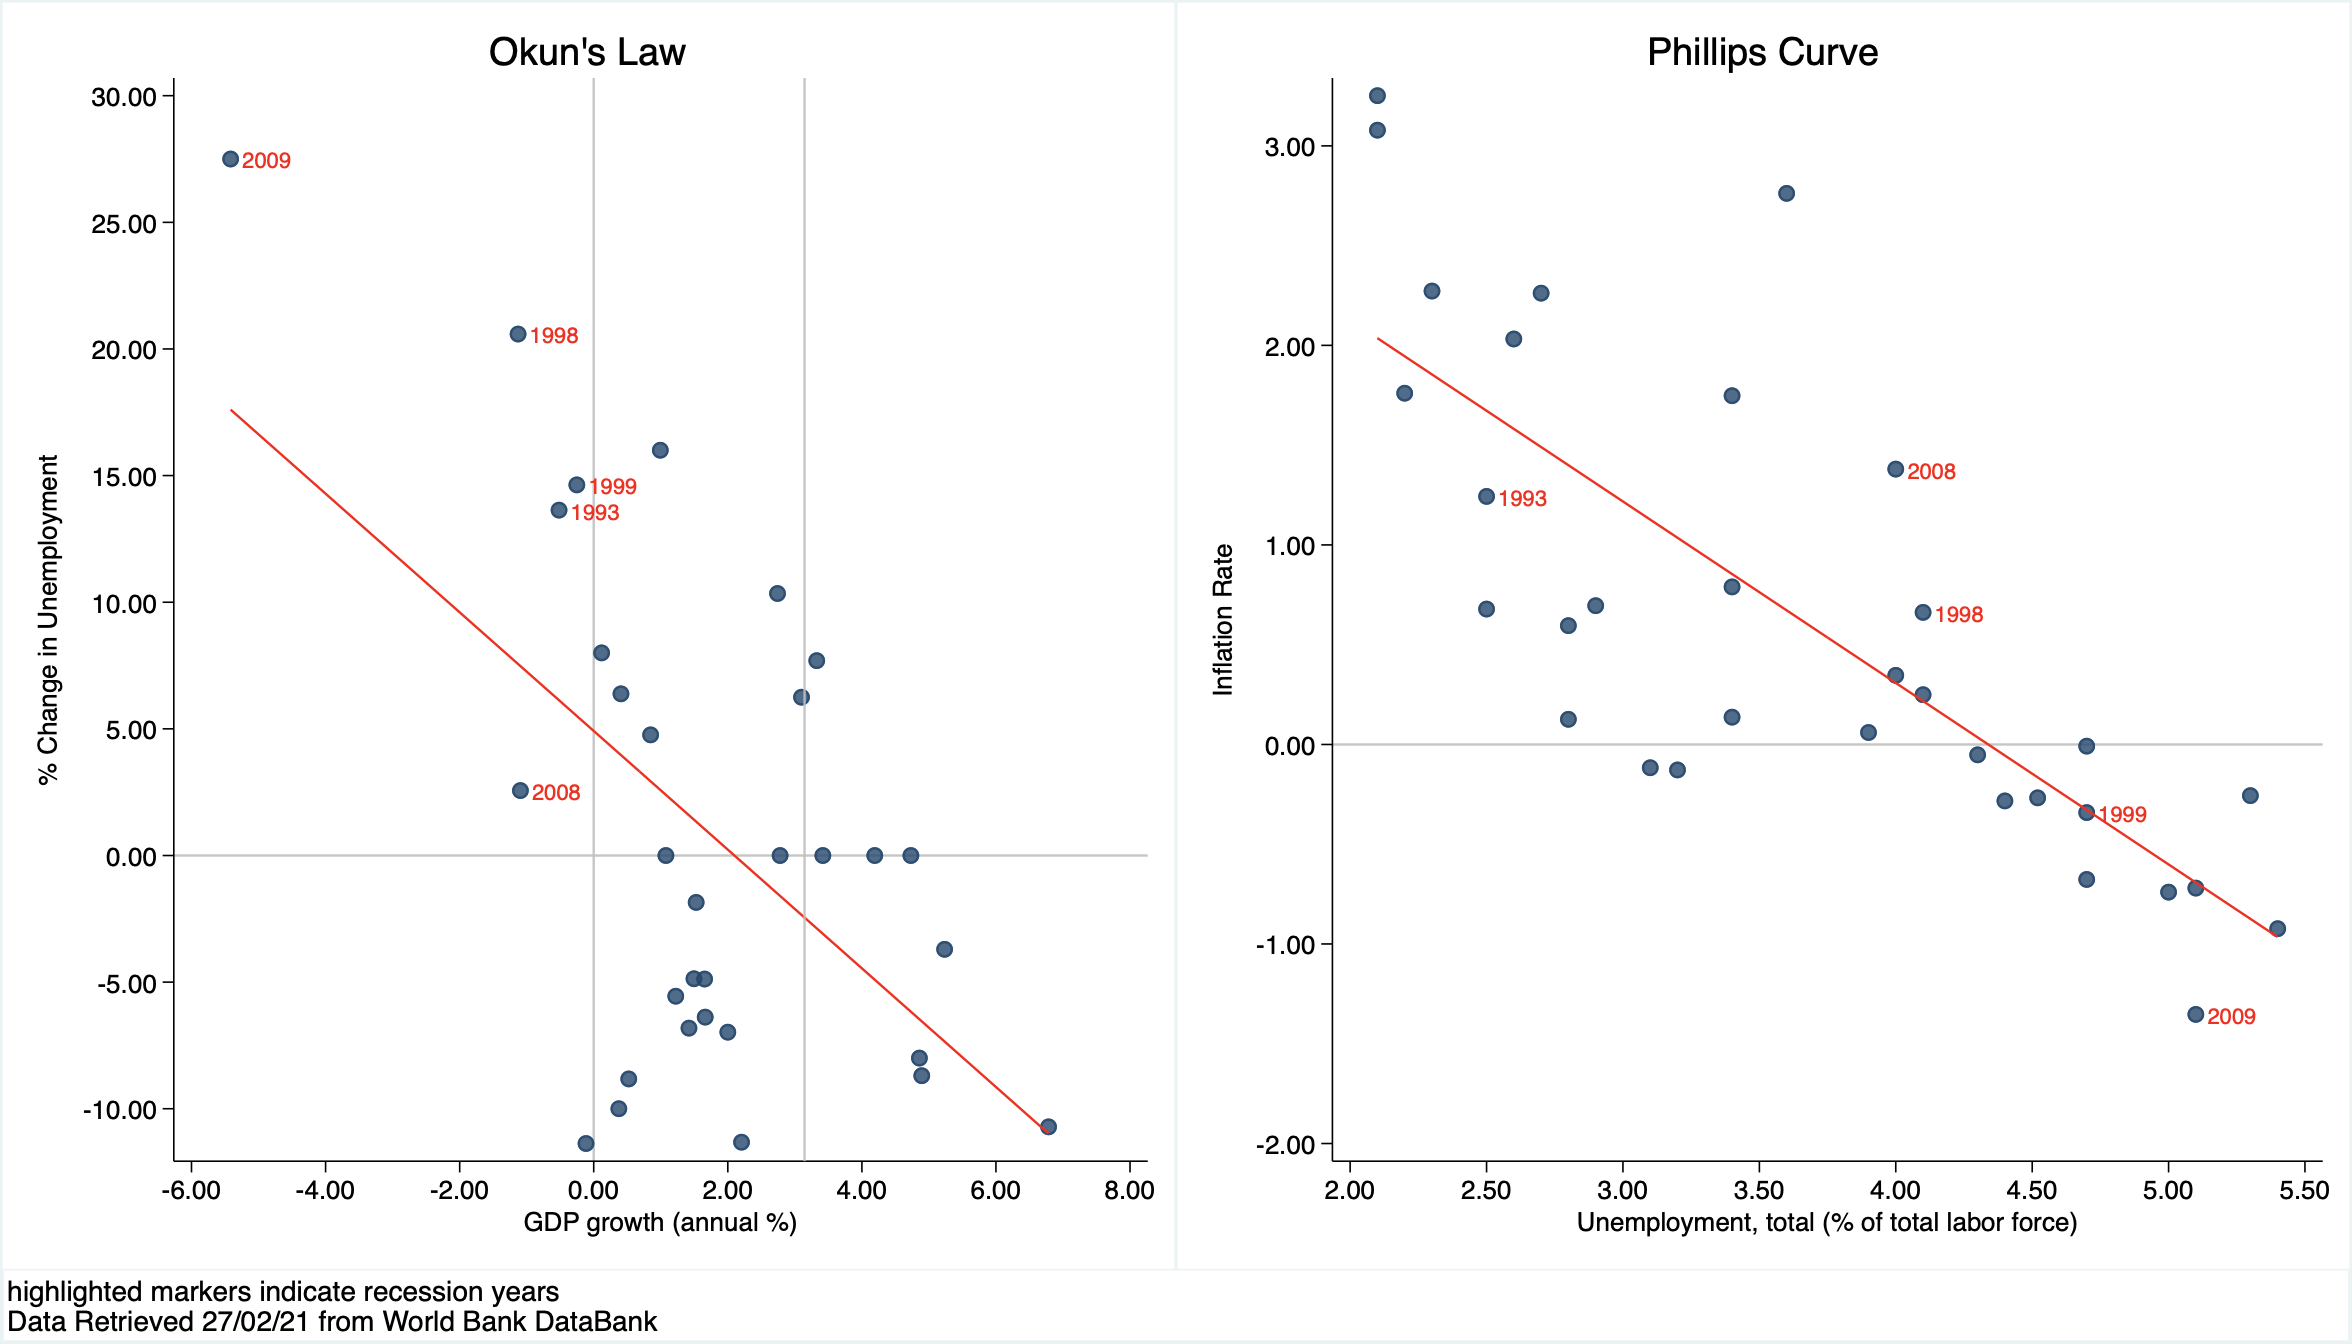 Okun's Law
30.00
25.00
20.00
15.00
10.00
5.00
0.00
-5.00
-10.00
% Change in Unemployment
2009
1998
1999
1993
2008
-6.00 -4.00 -2.00 0.00 2.00 4.00 6.00 8.00
GDP growth (annual %)
Phillips Curve
3.00
2.00
1.00
0.00
-1.00
-2.00
Inflation Rate
2008
1993
1998
1999
2009
2.00 2.50 3.00 3.50 4.00 4.50 5.00 5.50
Unemployment, total (% of total labor force)
highlighted markers indicate recession years
Data Retrieved 27/02/21 from World Bank DataBank